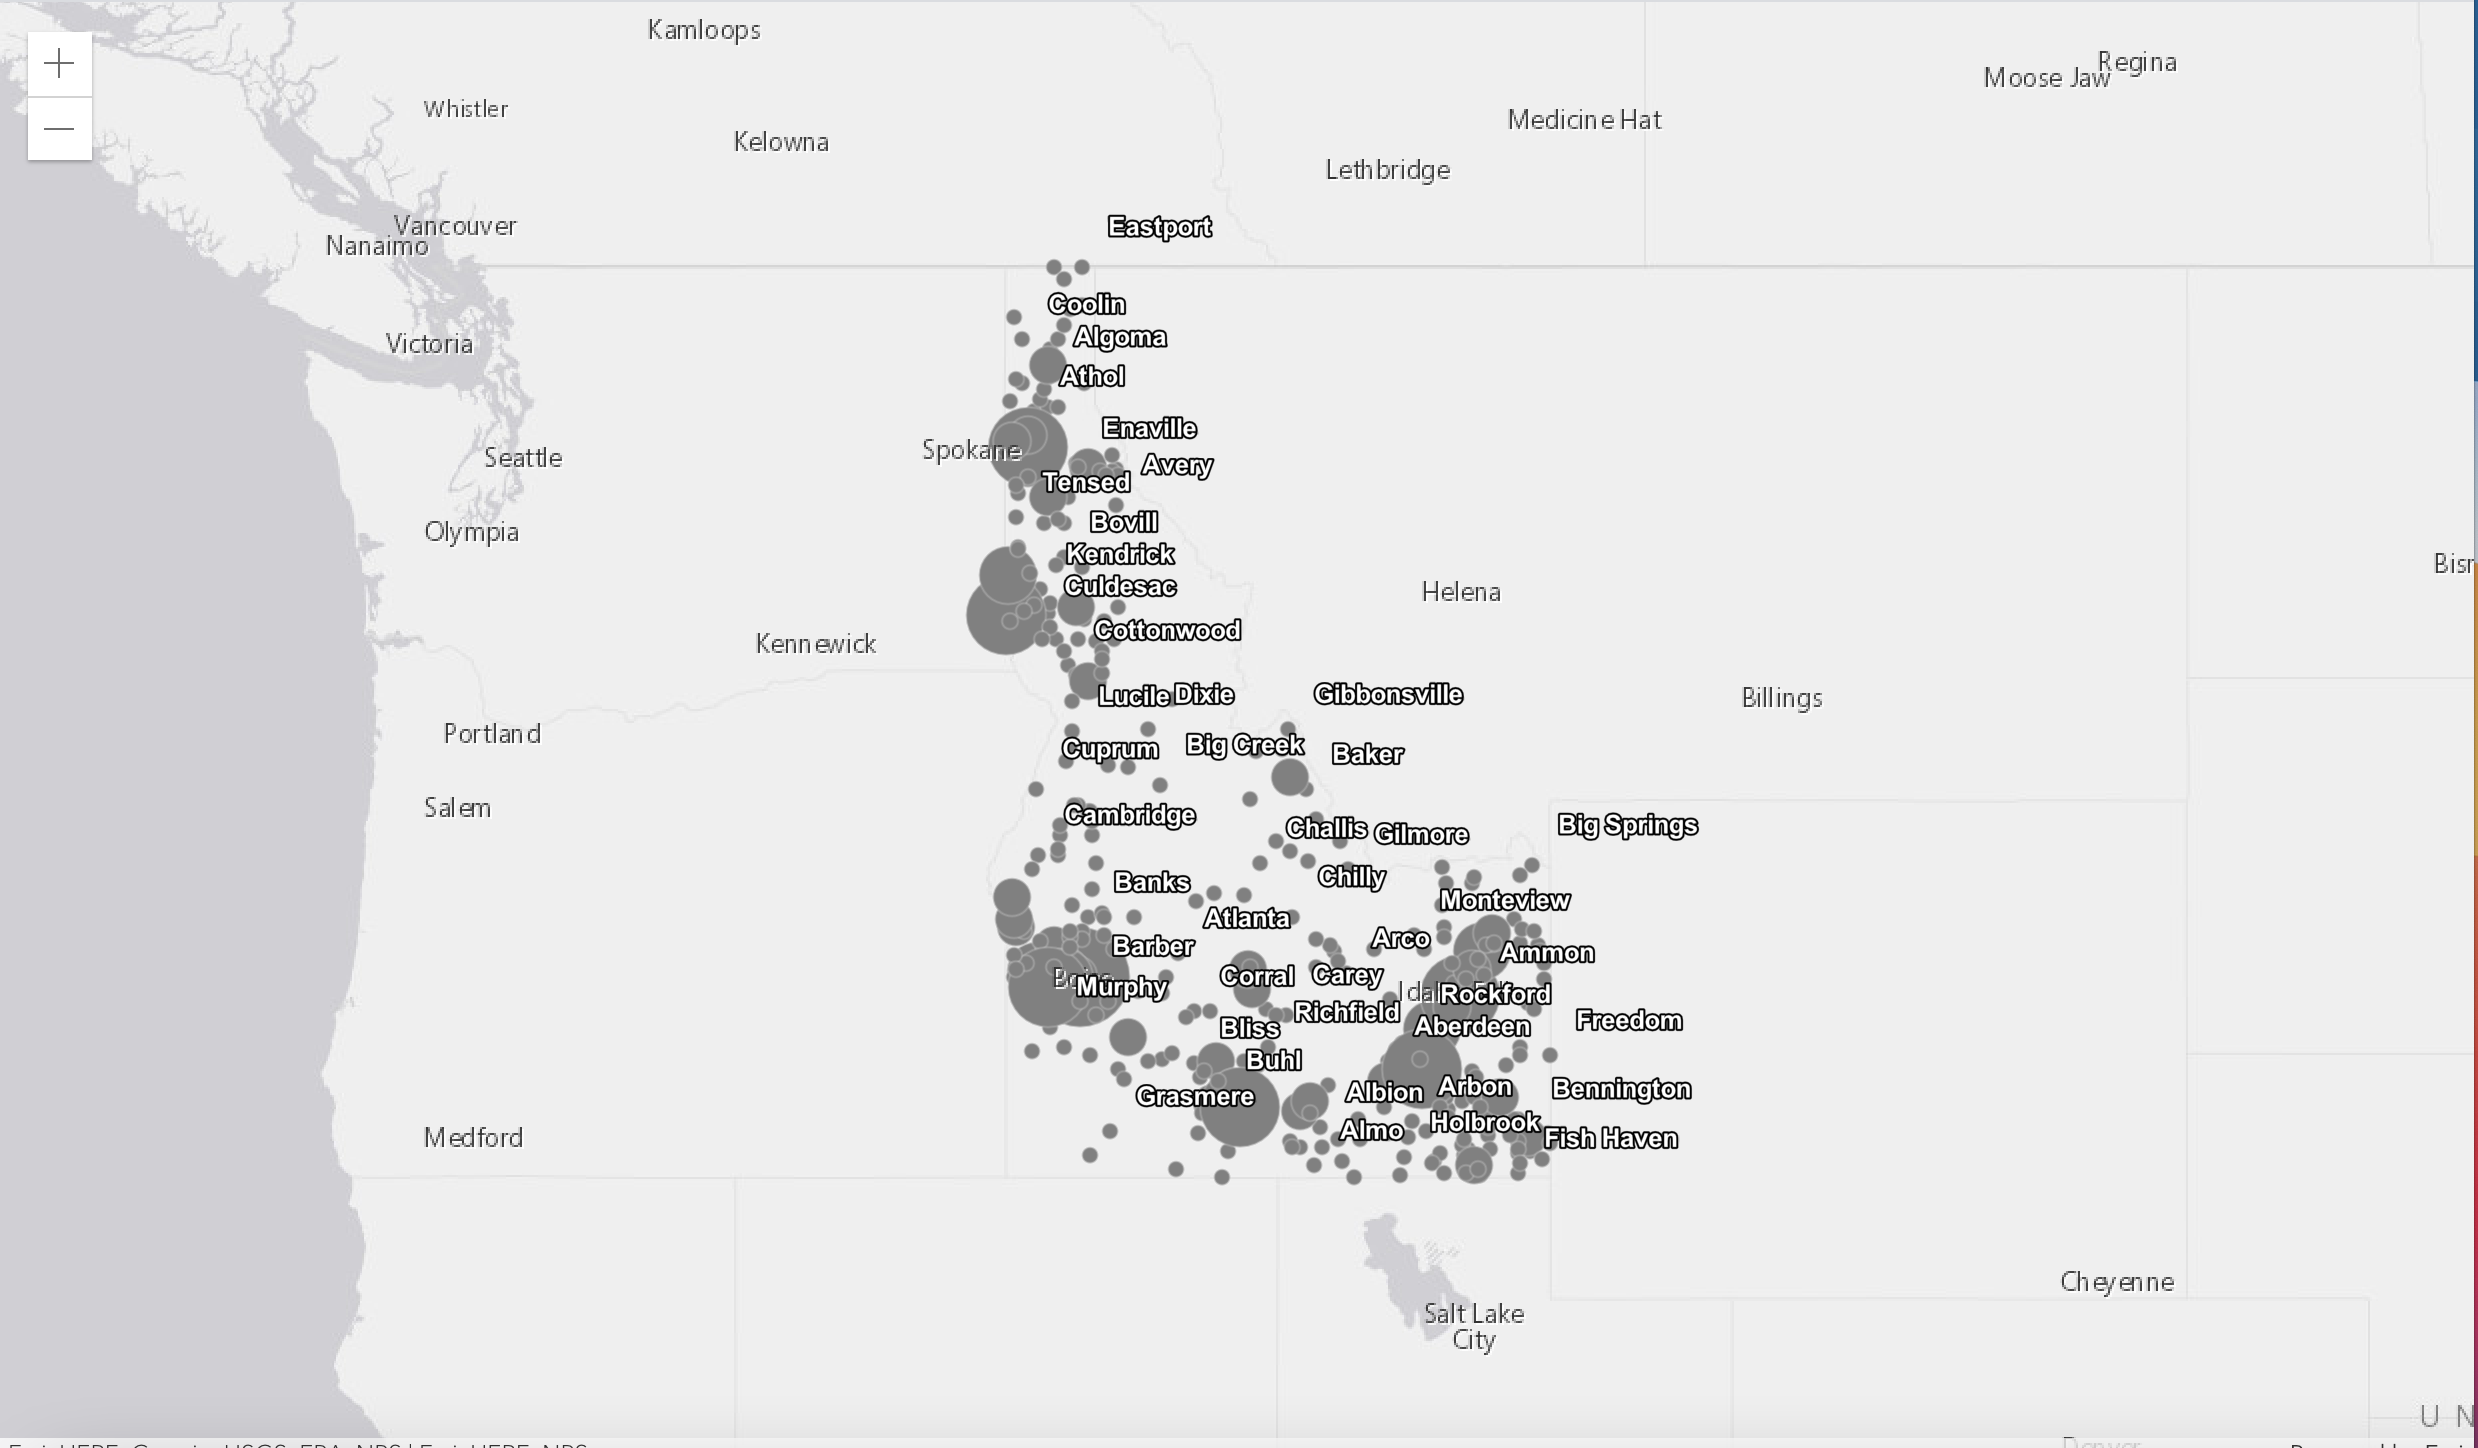 Kamloops
Regina
Moose Jaw
Whistler
Medicine Hat
Kelowna
Lethbridge
Vancouver
Eastport
Nanaimo
Coolin
Algoma
Victoria
Athol
Enaville
Spokane
Seattle
Avery
Tensed
Bovill
Olympia
Kendrick
Culdesac
Helena
Cottonwood
Kennewick
Lucile
Dixie
Gibbonsville
Billings
Portland
Cuprum
Big Creek
Baker
Salem
Cambridge
Challis
Gilmore
Big Springs
Banks
Chilly
Monteview
Atlanta
Arco
Barber
Ammon
Corral
Carey
Murphy
Rockford
Richfield
Freedom
Bliss
Aberdeen
Buhl
Grasmere
Albion
Arbon
Bennington
Almo
Holbrook
Fish Haven
Medford
Cheyenne
Salt Lake
City